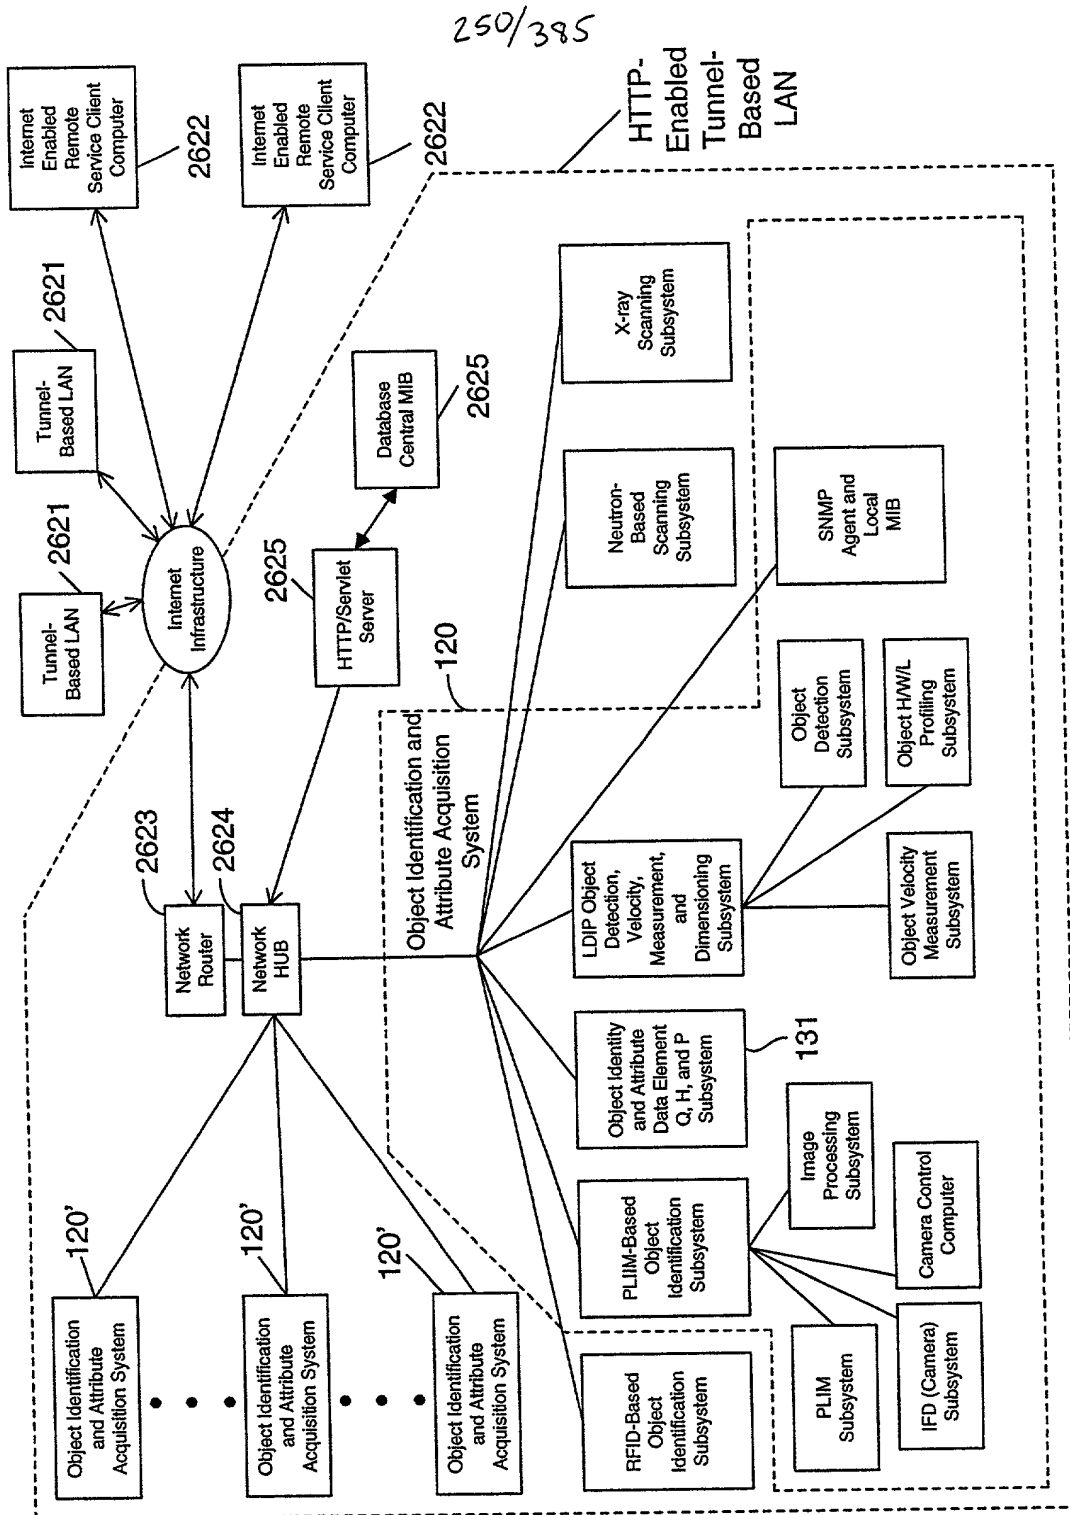 250/385
Internet
Enabled
Remote
Service Client
Computer
2622
Internet
Enabled
Remote
Service Client
Computer
2622
HTTP-
Enabled
Tunnel-
Based
LAN
Tunnel-
Based LAN
2621
Tunnel-
Based LAN
2621
Internet
Infrastructure
Database
Central MIB
2625
HTTP/Servlet
Server
2625
Network
Router
2623
Network
HUB
2624
Object Identification
and Attribute
Acquisition System
120'
Object Identification
and Attribute
Acquisition System
120'
Object Identification
and Attribute
Acquisition System
120'
Object Identification and
Attribute Acquisition
System
120
X-ray
Scanning
Subsystem
Neutron-
Based
Scanning
Subsystem
SNMP
Agent and
Local
MIB
LDIP Object
Detection,
Velocity,
Measurement,
and
Dimensioning
Subsystem
Object
Detection
Subsystem
Object H/W/L
Profiling
Subsystem
Object Velocity
Measurement
Subsystem
Object Identity
and Attribute
Data Element
Q, H, and P
Subsystem
131
PLIIM-Based
Object
Identification
Subsystem
Image
Processing
Subsystem
Camera Control
Computer
IFD (Camera)
Subsystem
PLIM
Subsystem
RFID-Based
Object
Identification
Subsystem